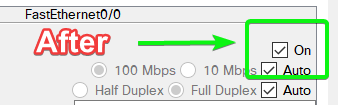 FastEthernet0/0
After
On
100 Mbps 10 Mbps Auto
Half Duplex Full Duplex Auto